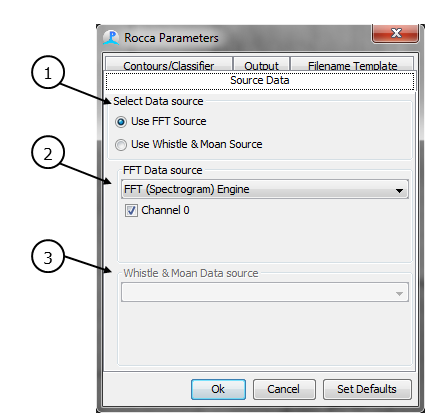 Rocca Parameters
Contours/Classifier Output Filename Template
Source Data
1
Select Data source
Use FFT Source
Use Whistle & Moan Source
2
FFT Data source
FFT (Spectrogram) Engine
Channel 0
3
Whistle & Moan Data source
Ok Cancel Set Defaults